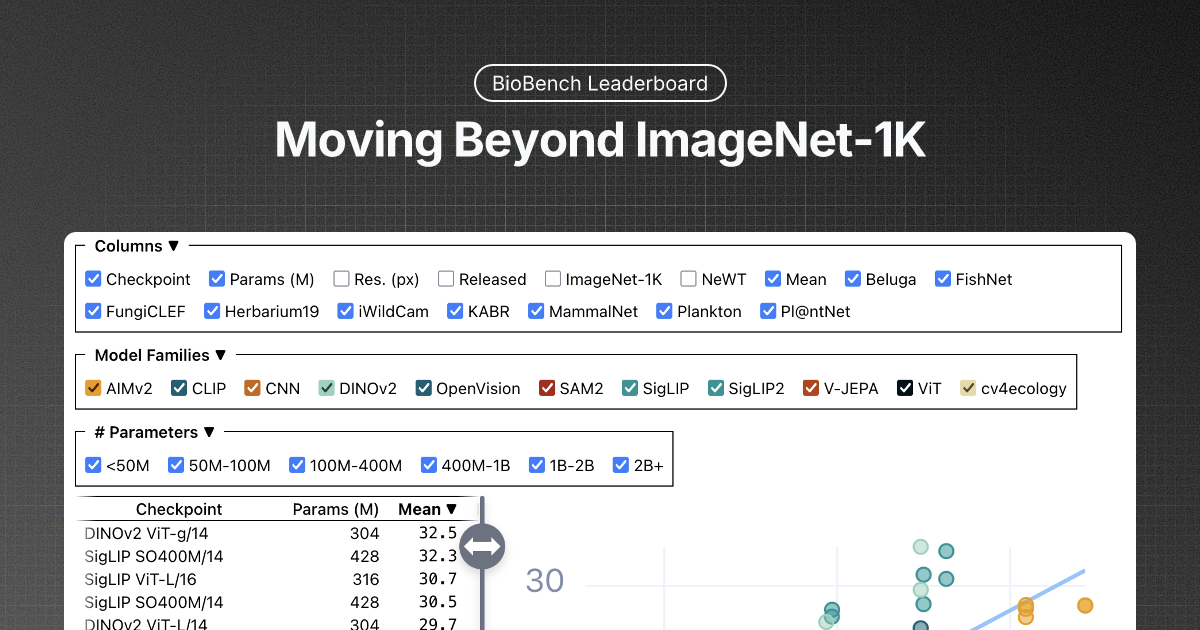 BioBench Leaderboard
Moving Beyond ImageNet-1K
Columns ▼
Checkpoint Params (M) Res. (px) Released ImageNet-1K NeWT Mean Beluga FishNet
FungiCLEF Herbarium19 iWildCam KABR MammalNet Plankton Pl@ntNet
Model Families ▼
AIMv2 CLIP CNN DINOv2 OpenVision SAM2 SigLIP SigLIP2 V-JEPA ViT cv4ecology
# Parameters ▼
<50M 50M-100M 100M-400M 400M-1B 1B-2B 2B+
Checkpoint Params (M) Mean ▼
DINOv2 ViT-g/14 304 32.5
SigLIP SO400M/14 428 32.3
SigLIP ViT-L/16 316 30.7
SigLIP SO400M/14 428 30.5
DINOv2 ViT-L/14 304 29.7
30